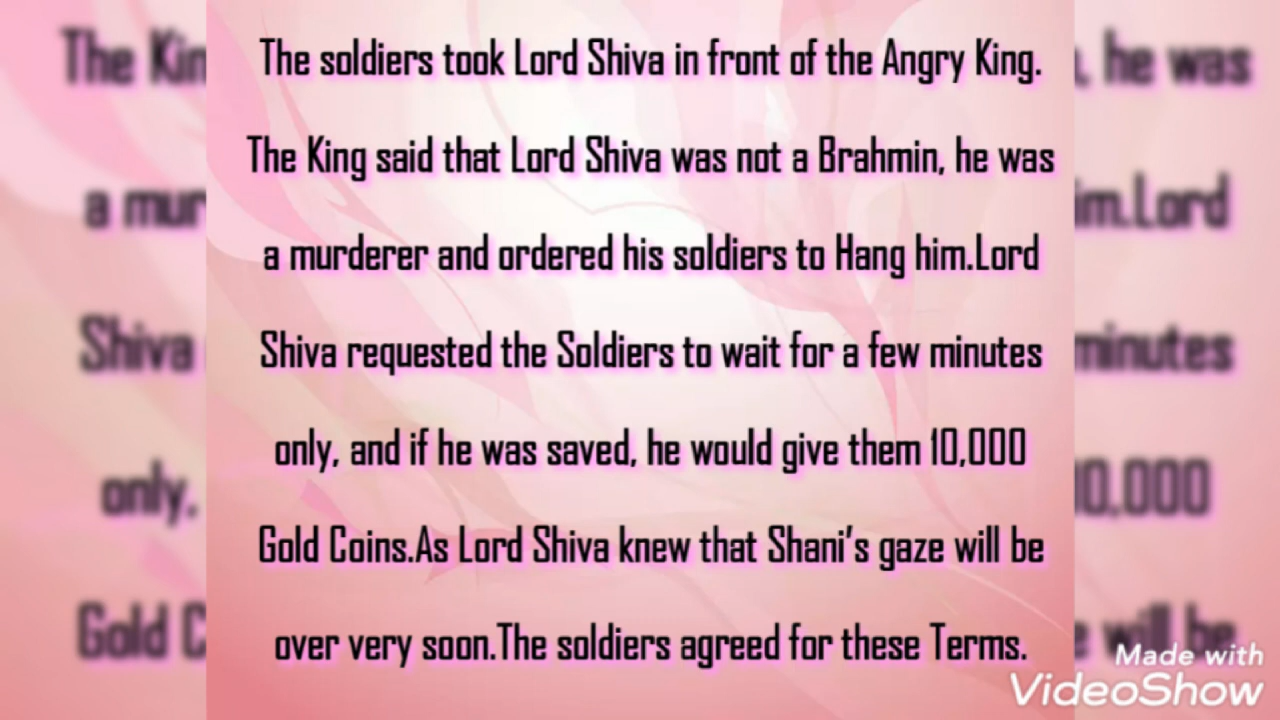 The soldiers took Lord Shiva in front of the Angry King.
The King said that Lord Shiva was not a Brahmin, he was
a murderer and ordered his soldiers to Hang him.Lord
Shiva requested the Soldiers to wait for a few minutes
only, and if he was saved, he would give them 10,000
Gold Coins.As Lord Shiva knew that Shani's gaze will be
over very soon.The soldiers agreed for these Terms.
Made with
VideoShow